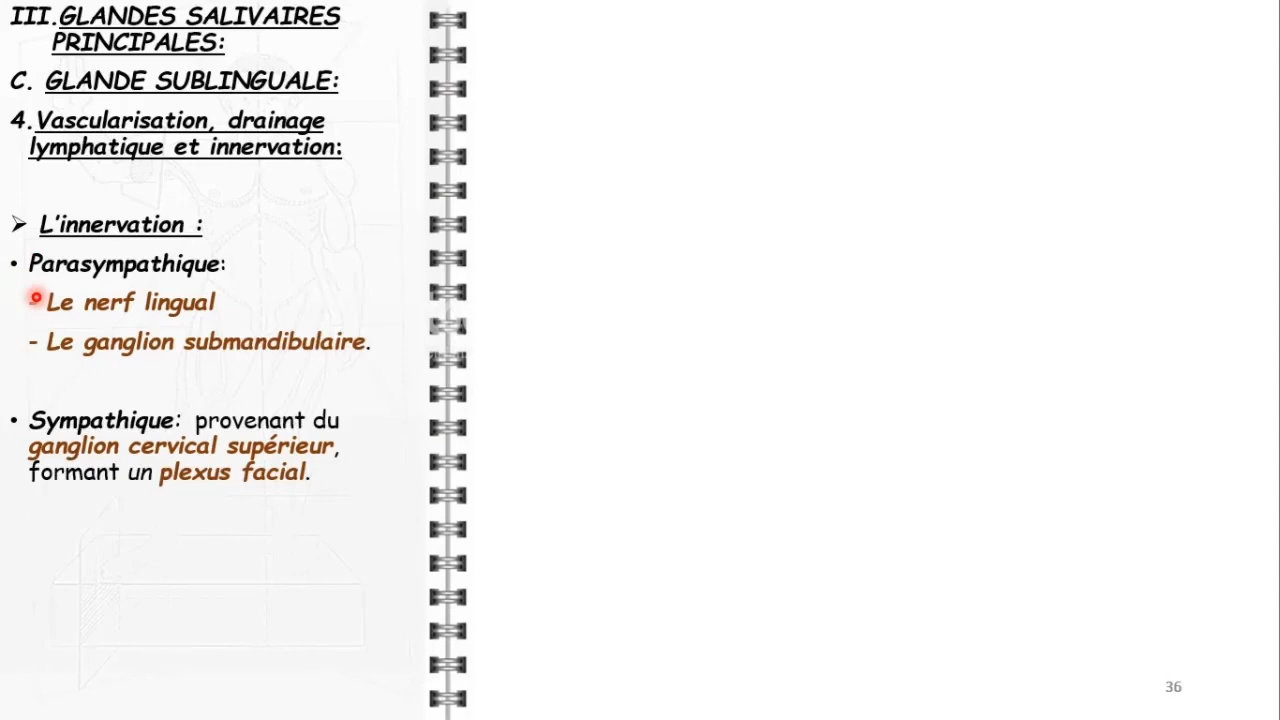 III.GLANDES SALIVAIRES
PRINCIPALES:
C. GLANDE SUBLINGUALE:
4.Vascularisation, drainage
lymphatique et innervation:
➢ L'innervation :
• Parasympathique:
- Le nerf lingual
- Le ganglion submandibulaire.
• Sympathique: provenant du
ganglion cervical supérieur,
formant un plexus facial.
36